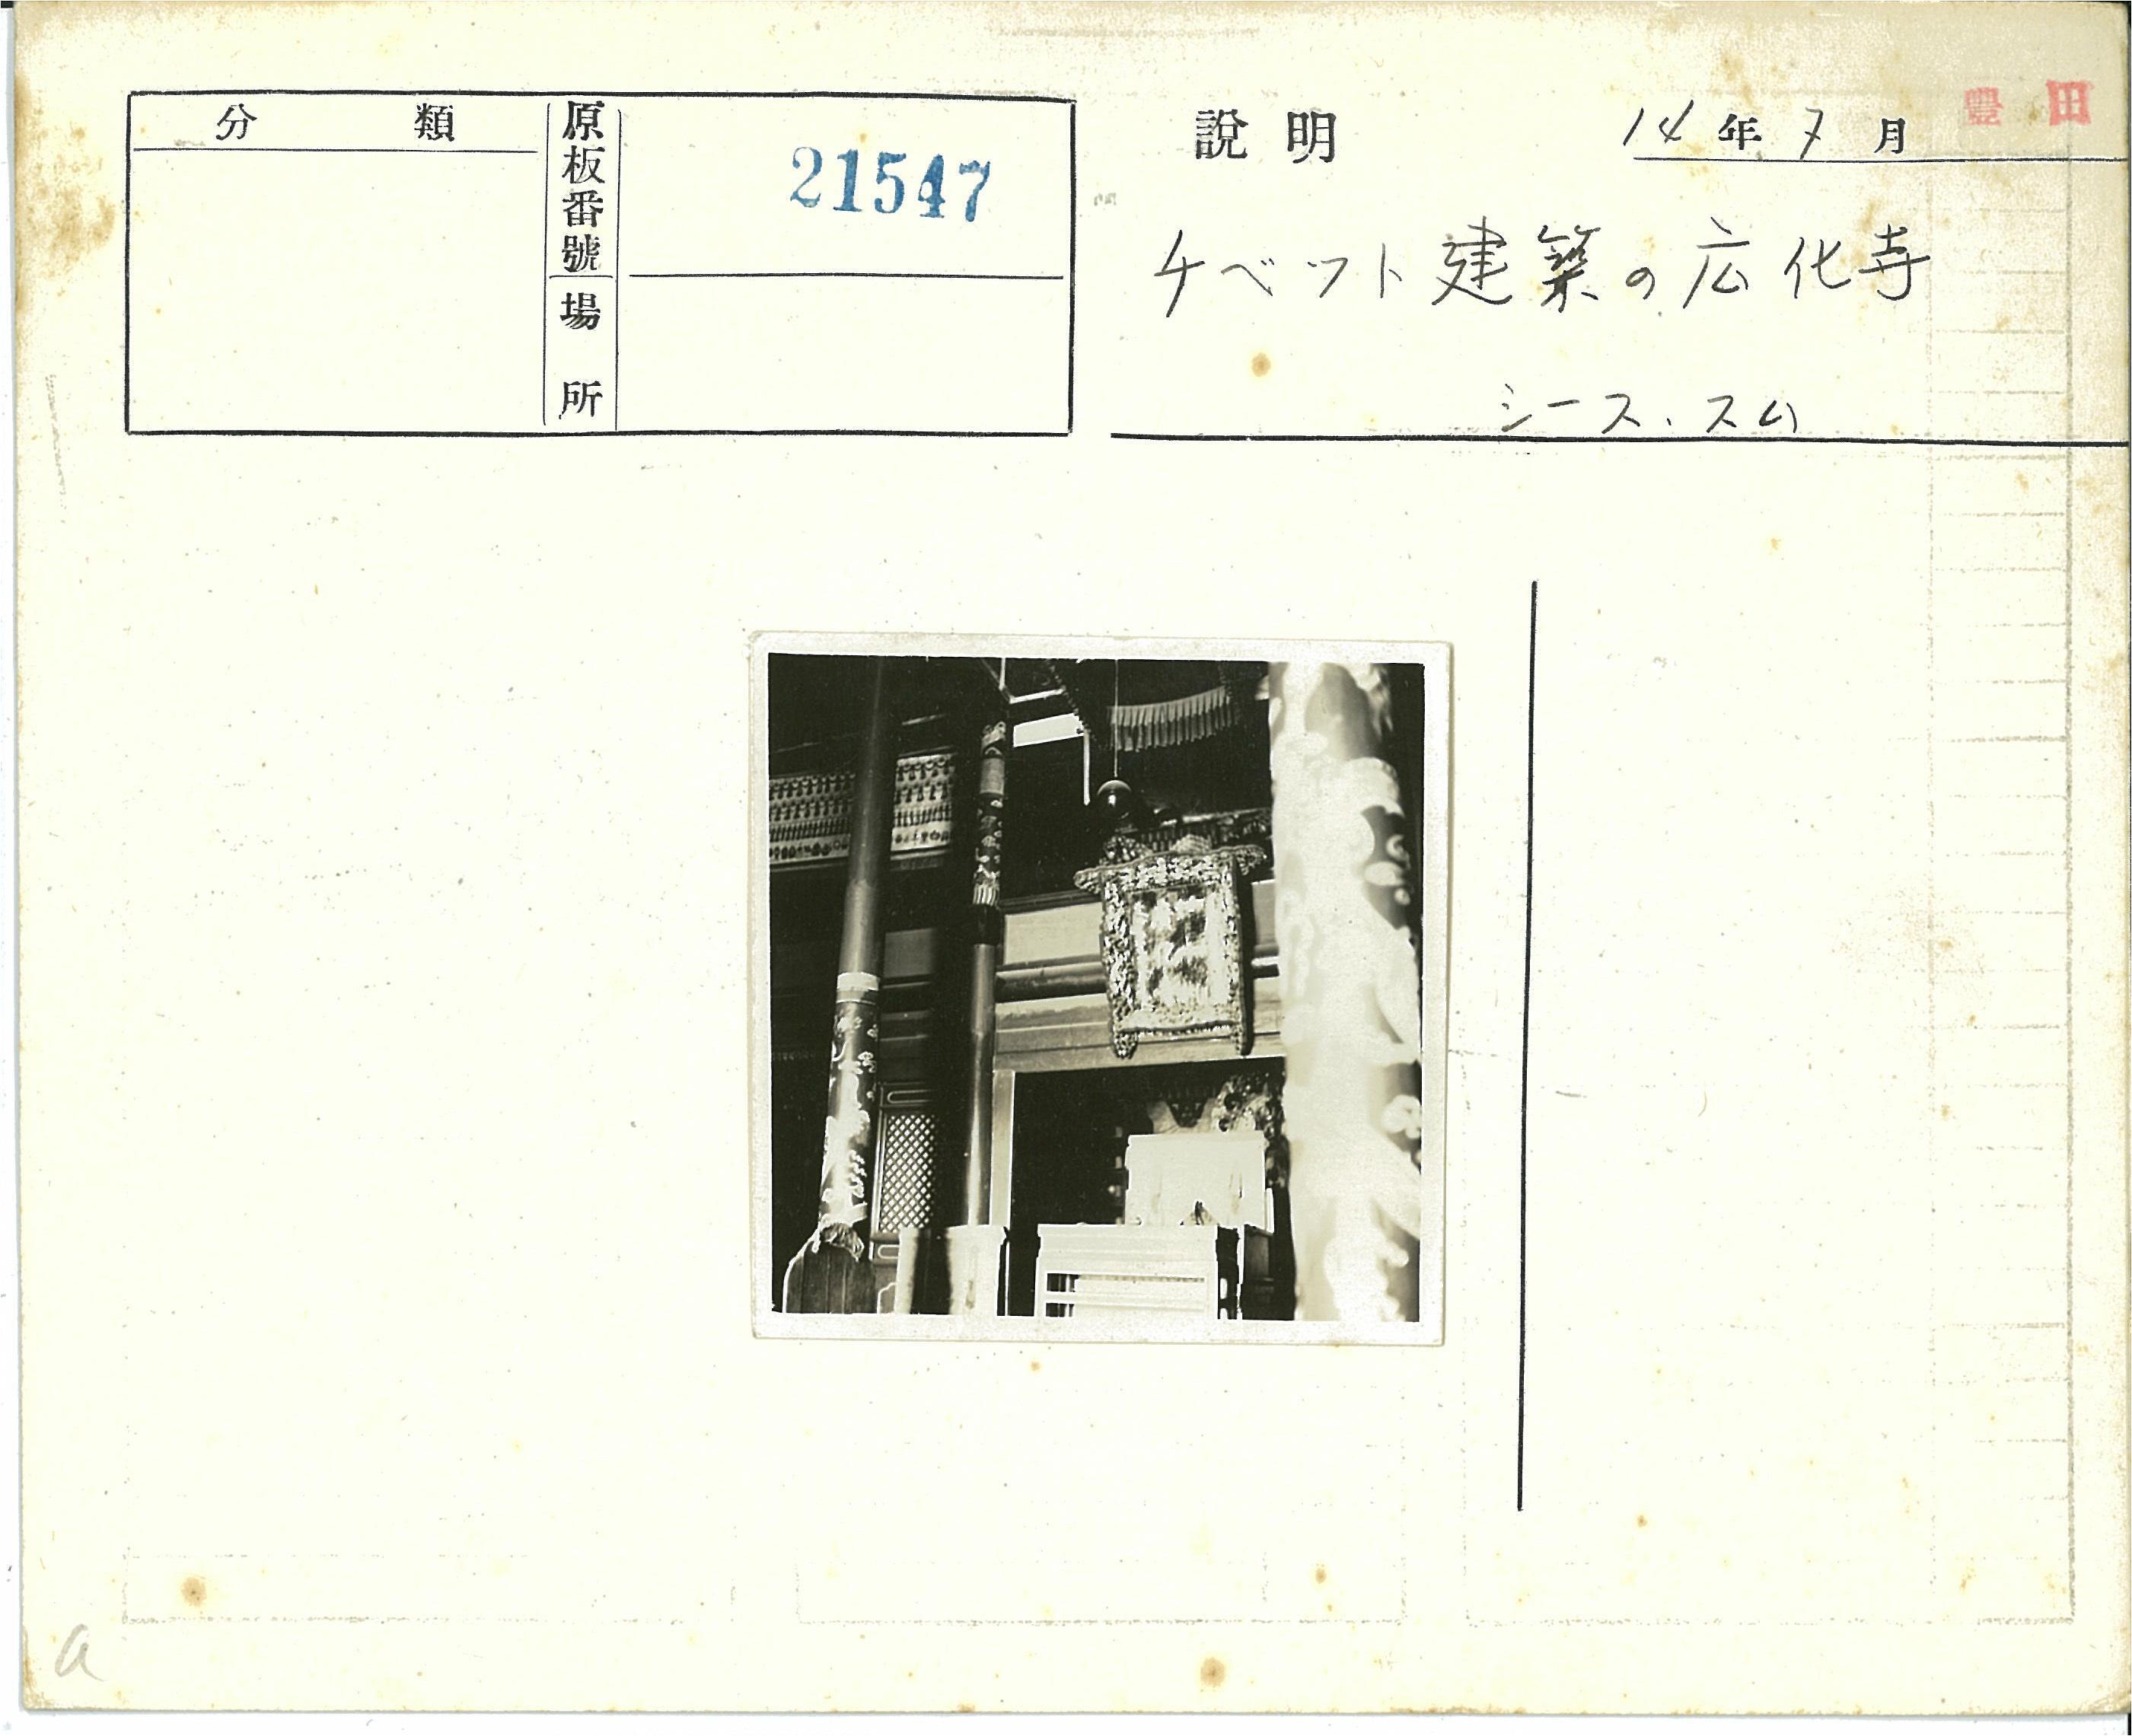 分類
原板番號
21547
場所
説明
14年7月
豊田
チベット建築の広化寺
シース、スム
a